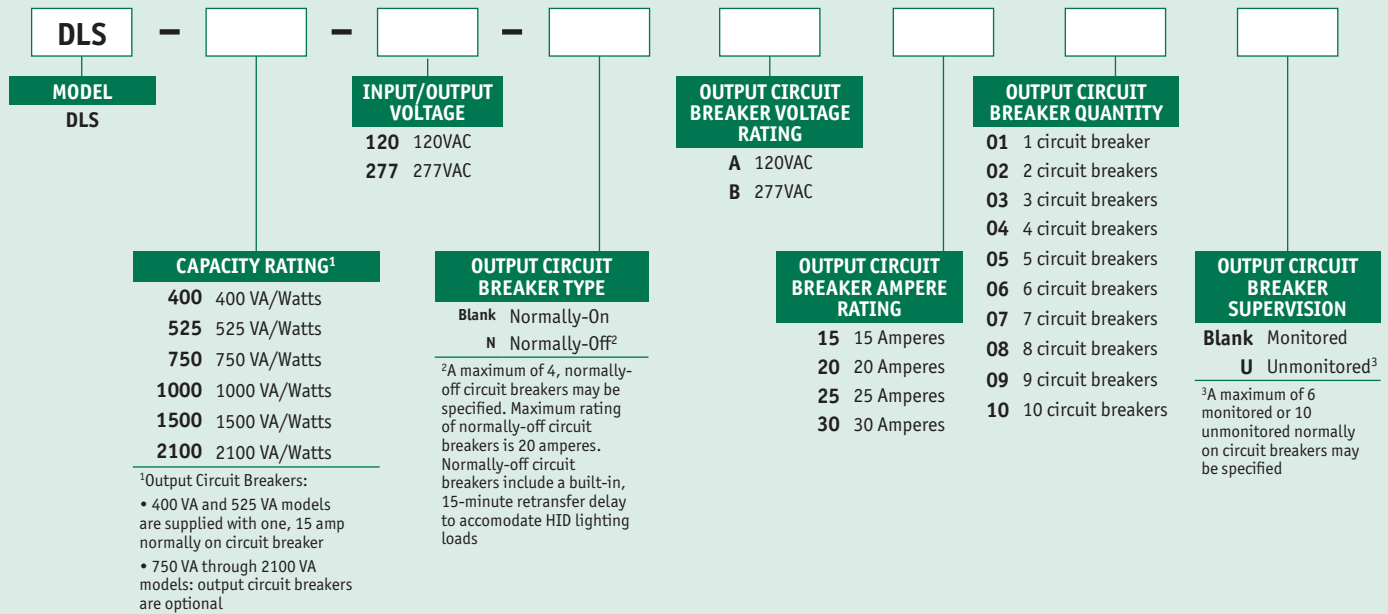 DLS – – –
MODEL
DLS
INPUT/OUTPUT
VOLTAGE
120 120VAC
277 277VAC
OUTPUT CIRCUIT
BREAKER VOLTAGE
RATING
A 120VAC
B 277VAC
OUTPUT CIRCUIT
BREAKER QUANTITY
01 1 circuit breaker
02 2 circuit breakers
03 3 circuit breakers
04 4 circuit breakers
05 5 circuit breakers
06 6 circuit breakers
07 7 circuit breakers
08 8 circuit breakers
09 9 circuit breakers
10 10 circuit breakers
CAPACITY RATING¹
400 400 VA/Watts
525 525 VA/Watts
750 750 VA/Watts
1000 1000 VA/Watts
1500 1500 VA/Watts
2100 2100 VA/Watts
¹Output Circuit Breakers:
• 400 VA and 525 VA models
are supplied with one, 15 amp
normally on circuit breaker
• 750 VA through 2100 VA
models: output circuit breakers
are optional
OUTPUT CIRCUIT
BREAKER TYPE
Blank Normally-On
N Normally-Off²
²A maximum of 4, normally-
off circuit breakers may be
specified. Maximum rating
of normally-off circuit
breakers is 20 amperes.
Normally-off circuit
breakers include a built-in,
15-minute retransfer delay
to accomodate HID lighting
loads
OUTPUT CIRCUIT
BREAKER AMPERE
RATING
15 15 Amperes
20 20 Amperes
25 25 Amperes
30 30 Amperes
OUTPUT CIRCUIT
BREAKER
SUPERVISION
Blank Monitored
U Unmonitored³
³A maximum of 6
monitored or 10
unmonitored normally
on circuit breakers may
be specified